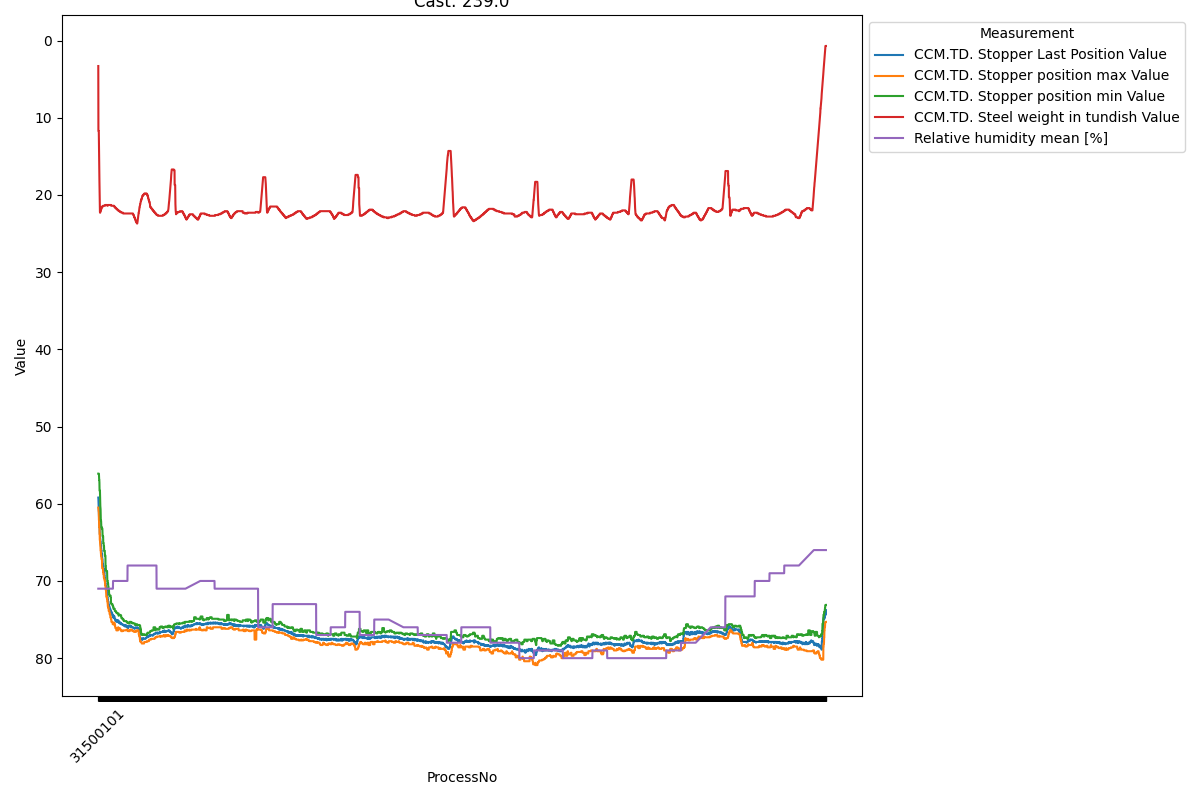 Cast: 239.0
Measurement
CCM.TD. Stopper Last Position Value
CCM.TD. Stopper position max Value
CCM.TD. Stopper position min Value
CCM.TD. Steel weight in tundish Value
Relative humidity mean [%]
0
10
20
30
40
50
60
70
80
Value
31500101
ProcessNo